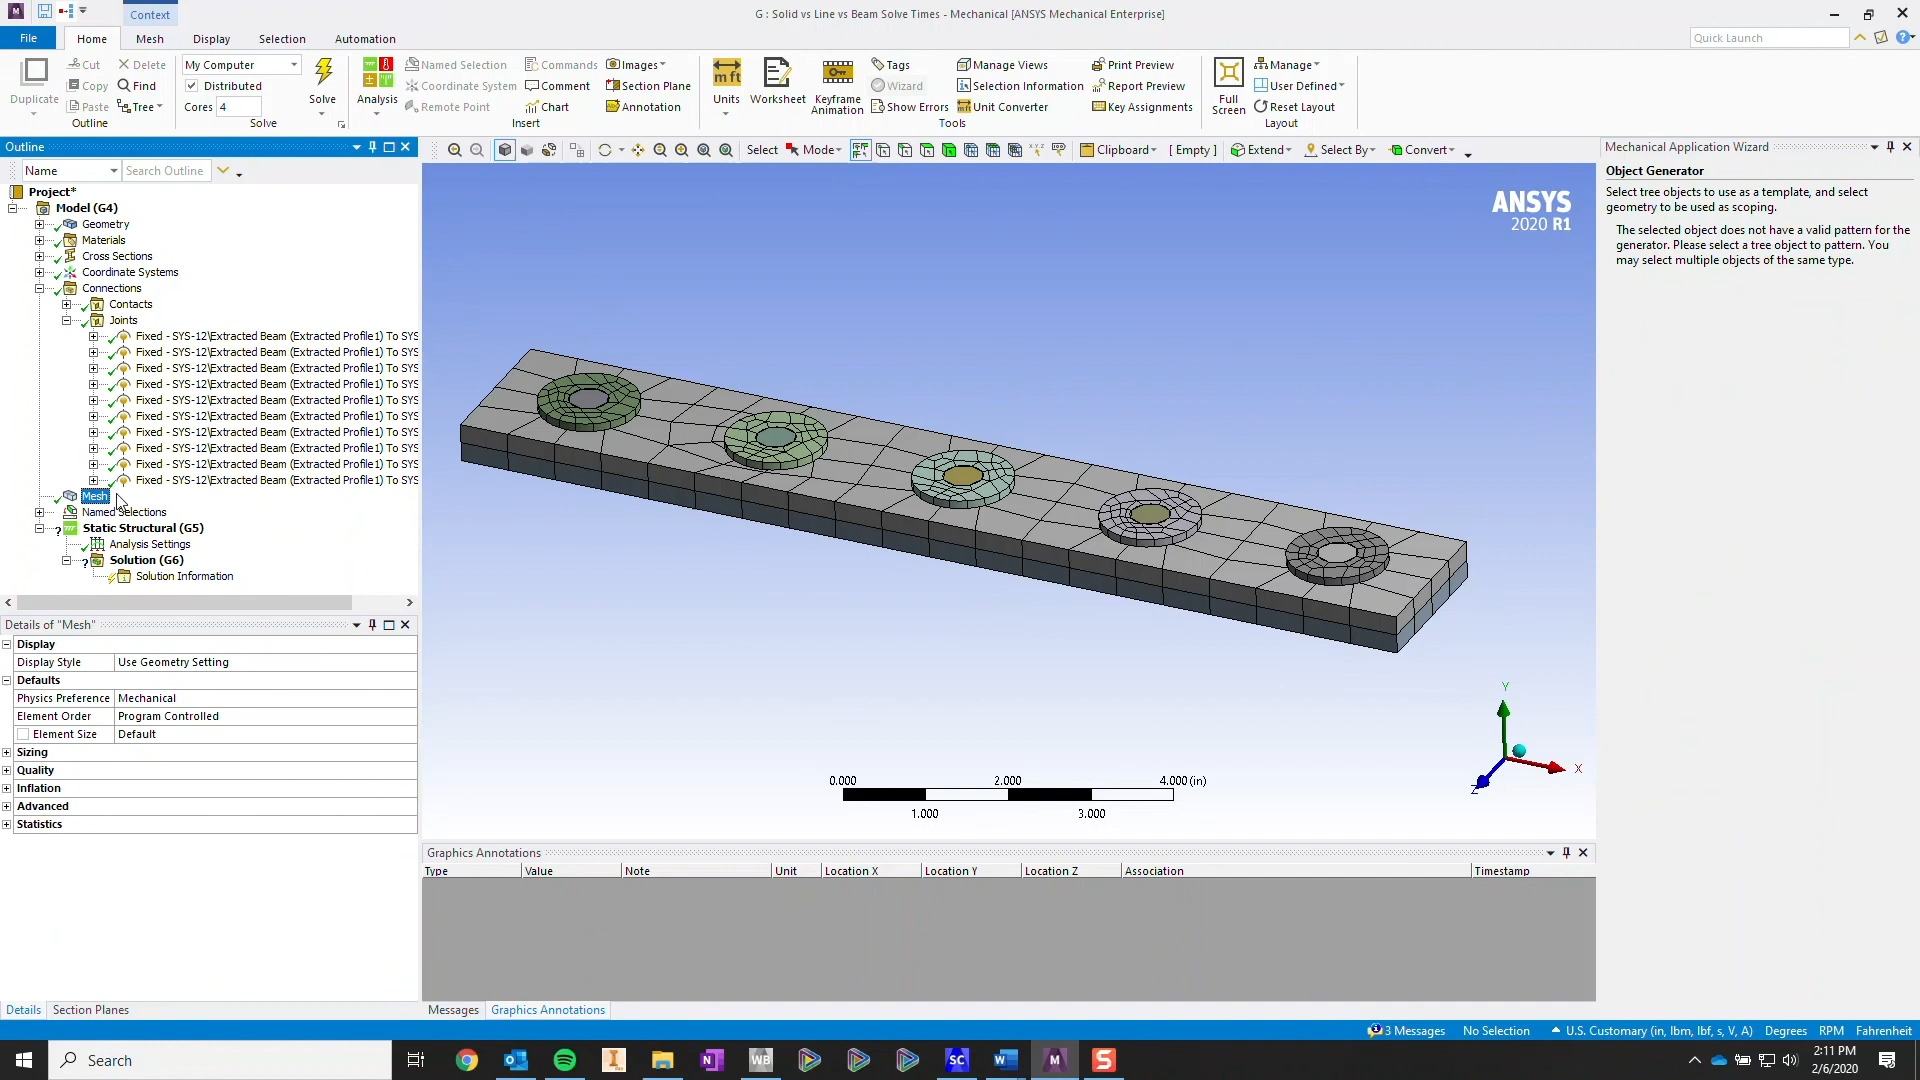 Context
G : Solid vs Line vs Beam Solve Times - Mechanical [ANSYS Mechanical Enterprise]
File Home Mesh Display Selection Automation Quick Launch
Duplicate Cut Copy Paste Delete Find Tree Outline
My Computer Distributed Cores 4 Solve Solve
Analysis Named Selection Coordinate System Remote Point Commands Comment Chart Images Section Plane Annotation Insert
Units Worksheet Keyframe Animation Tags Wizard Show Errors Manage Views Selection Information Unit Converter Print Preview Report Preview Key Assignments Tools
Full Screen Manage User Defined Reset Layout Layout
Outline
Name Search Outline
Select Mode Clipboard [ Empty ] Extend Select By Convert
Project*
Model (G4)
Geometry
Materials
Cross Sections
Coordinate Systems
Connections
Contacts
Joints
Fixed - SYS-12\Extracted Beam (Extracted Profile1) To SYS
Fixed - SYS-12\Extracted Beam (Extracted Profile1) To SYS
Fixed - SYS-12\Extracted Beam (Extracted Profile1) To SYS
Fixed - SYS-12\Extracted Beam (Extracted Profile1) To SYS
Fixed - SYS-12\Extracted Beam (Extracted Profile1) To SYS
Fixed - SYS-12\Extracted Beam (Extracted Profile1) To SYS
Fixed - SYS-12\Extracted Beam (Extracted Profile1) To SYS
Fixed - SYS-12\Extracted Beam (Extracted Profile1) To SYS
Fixed - SYS-12\Extracted Beam (Extracted Profile1) To SYS
Fixed - SYS-12\Extracted Beam (Extracted Profile1) To SYS
Mesh
Named Selections
Static Structural (G5)
Analysis Settings
Solution (G6)
Solution Information
Details of "Mesh"
Display
Display Style Use Geometry Setting
Defaults
Physics Preference Mechanical
Element Order Program Controlled
Element Size Default
Sizing
Quality
Inflation
Advanced
Statistics
Details Section Planes
ANSYS
2020 R1
Y
X
Z
0.000 2.000 4.000 (in)
1.000 3.000
Graphics Annotations
Type Value Note Unit Location X Location Y Location Z Association Timestamp
Messages Graphics Annotations
Mechanical Application Wizard
Object Generator
Select tree objects to use as a template, and select
geometry to be used as scoping.
The selected object does not have a valid pattern for the
generator. Please select a tree object to pattern. You
may select multiple objects of the same type.
3 Messages No Selection U.S. Customary (in, lbm, lbf, s, V, A) Degrees RPM Fahrenheit
Search
WB SC M S
2:11 PM
2/6/2020